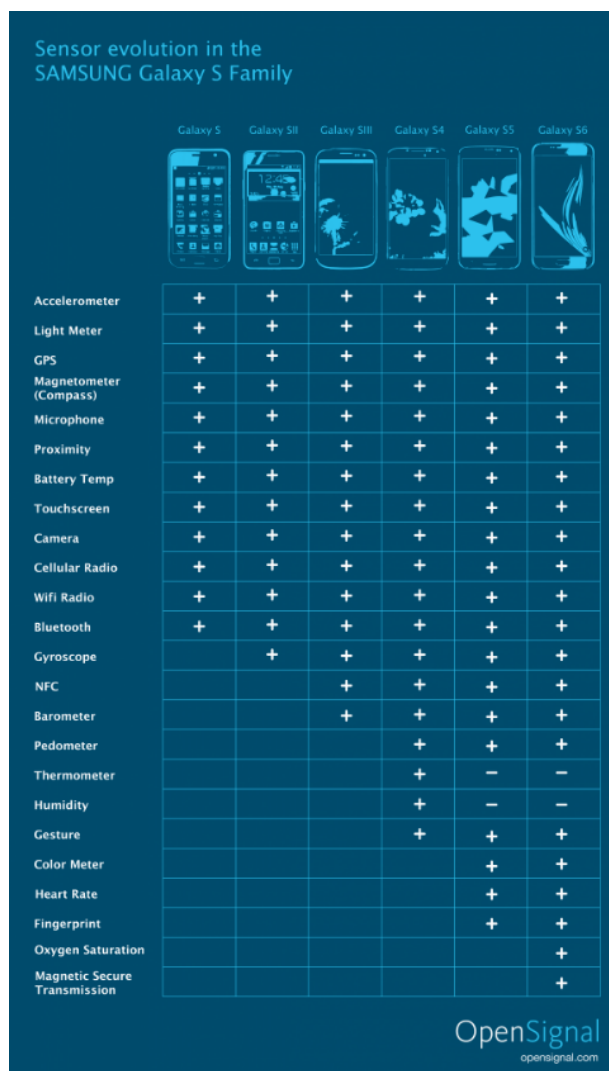 Sensor evolution in the
SAMSUNG Galaxy S Family
Galaxy S Galaxy SII Galaxy SIII Galaxy S4 Galaxy S5 Galaxy S6
12:45
Accelerometer + + + + + +
Light Meter + + + + + +
GPS + + + + + +
Magnetometer
(Compass) + + + + + +
Microphone + + + + + +
Proximity + + + + + +
Battery Temp + + + + + +
Touchscreen + + + + + +
Camera + + + + + +
Cellular Radio + + + + + +
Wifi Radio + + + + + +
Bluetooth + + + + + +
Gyroscope + + + + +
NFC + + + +
Barometer + + + +
Pedometer + + +
Thermometer + − −
Humidity + − −
Gesture + + +
Color Meter + +
Heart Rate + +
Fingerprint + +
Oxygen Saturation +
Magnetic Secure
Transmission +
OpenSignal
opensignal.com